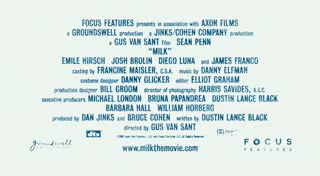 FOCUS FEATURES presents in association with AXON FILMS
a GROUNDSWELL production a JINKS/COHEN COMPANY production
a GUS VAN SANT film SEAN PENN
"MILK"
EMILE HIRSCH JOSH BROLIN DIEGO LUNA and JAMES FRANCO
casting by FRANCINE MAISLER, C.S.A. music by DANNY ELFMAN
costume designer DANNY GLICKER editor ELLIOT GRAHAM
production designer BILL GROOM director of photography HARRIS SAVIDES, A.S.C.
executive producers MICHAEL LONDON BRUNA PAPANDREA DUSTIN LANCE BLACK
BARBARA HALL WILLIAM HORBERG
produced by DAN JINKS and BRUCE COHEN written by DUSTIN LANCE BLACK
directed by GUS VAN SANT
groundswell
dts
www.milkthemovie.com
FOCUS
FEATURES